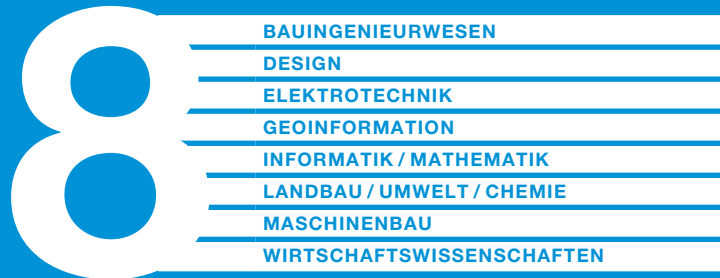 8
BAUINGENIEURWESEN
DESIGN
ELEKTROTECHNIK
GEOINFORMATION
INFORMATIK / MATHEMATIK
LANDBAU / UMWELT / CHEMIE
MASCHINENBAU
WIRTSCHAFTSWISSENSCHAFTEN